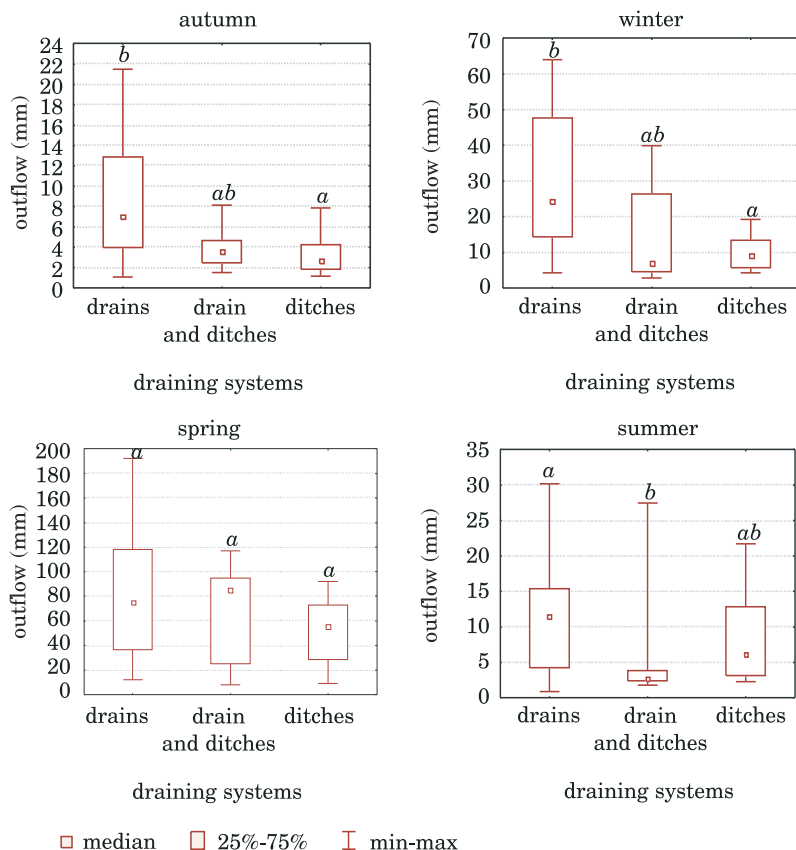 autumn
24
22
20
18
16
14
12
10
8
6
4
2
0
outflow (mm)
b
ab
a
drains drain ditches
and ditches
draining systems
winter
70
60
50
40
30
20
10
0
outflow (mm)
b
ab
a
drains drain ditches
and ditches
draining systems
spring
200
180
160
140
120
100
80
60
40
20
0
outflow (mm)
a
a
a
drains drain ditches
and ditches
draining systems
summer
35
30
25
20
15
10
5
0
outflow (mm)
a
b
ab
drains drain ditches
and ditches
draining systems
median 25%-75% min-max